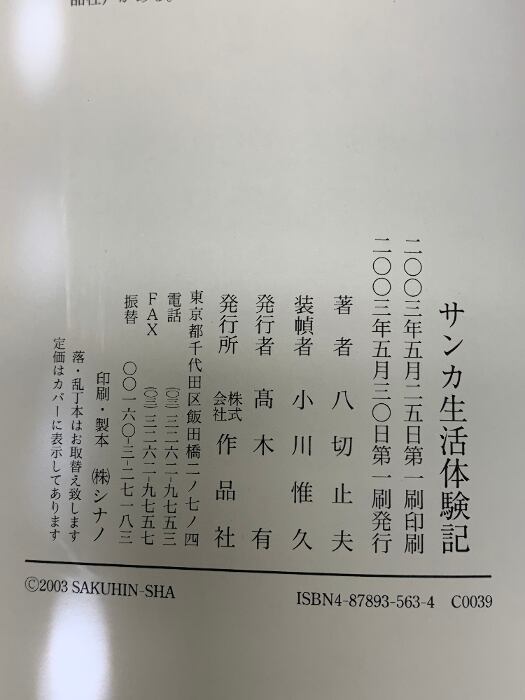 サンカ生活体験記
二〇〇三年五月二五日第一刷印刷
二〇〇三年五月三〇日第一刷発行
著者 八切止夫
装幀者 小川惟久
発行者 髙木有
発行所 株式会社 作品社
東京都千代田区飯田橋二ノ七ノ四
電話 (〇三)三二六二-九七五三
FAX (〇三)三二六二-九七五七
振替 〇〇一六〇-三-二七一八三
印刷・製本 ㈱シナノ
落・乱丁本はお取替え致します
定価はカバーに表示してあります
©2003 SAKUHIN-SHA
ISBN4-87893-563-4 C0039